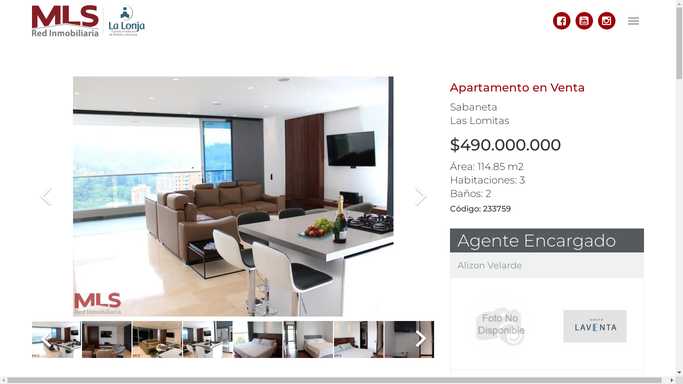 MLS
Red Inmobiliaria
La Lonja
Apartamento en Venta
Sabaneta
Las Lomitas
$490.000.000
Área: 114.85 m2
Habitaciones: 3
Baños: 2
Código: 233759
MLS
Red Inmobiliaria
Agente Encargado
Alizon Velarde
Foto No
Disponible
LAVENTA